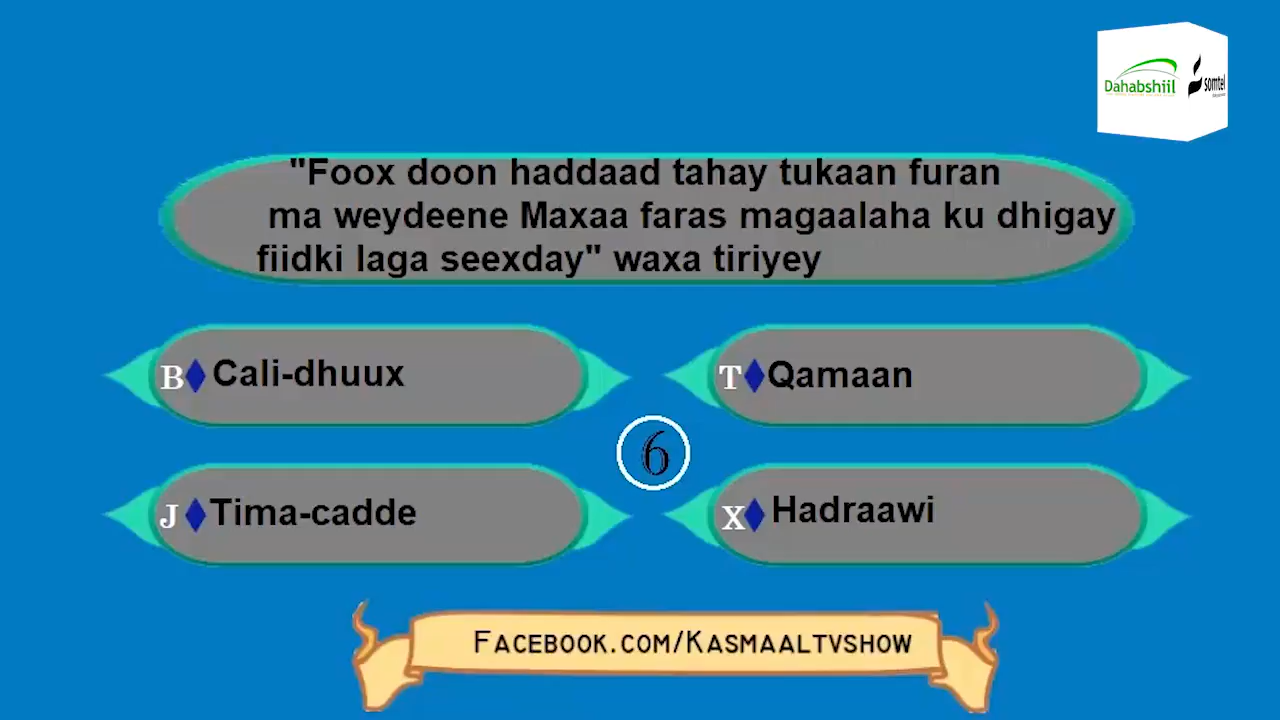 Dahabshiil
somtel
"Foox doon haddaad tahay tukaan furan
ma weydeene Maxaa faras magaalaha ku dhigay
fiidki laga seexday" waxa tiriyey
B Cali-dhuux
T Qamaan
6
J Tima-cadde
X Hadraawi
FACEBOOK.COM/KASMAALTVSHOW